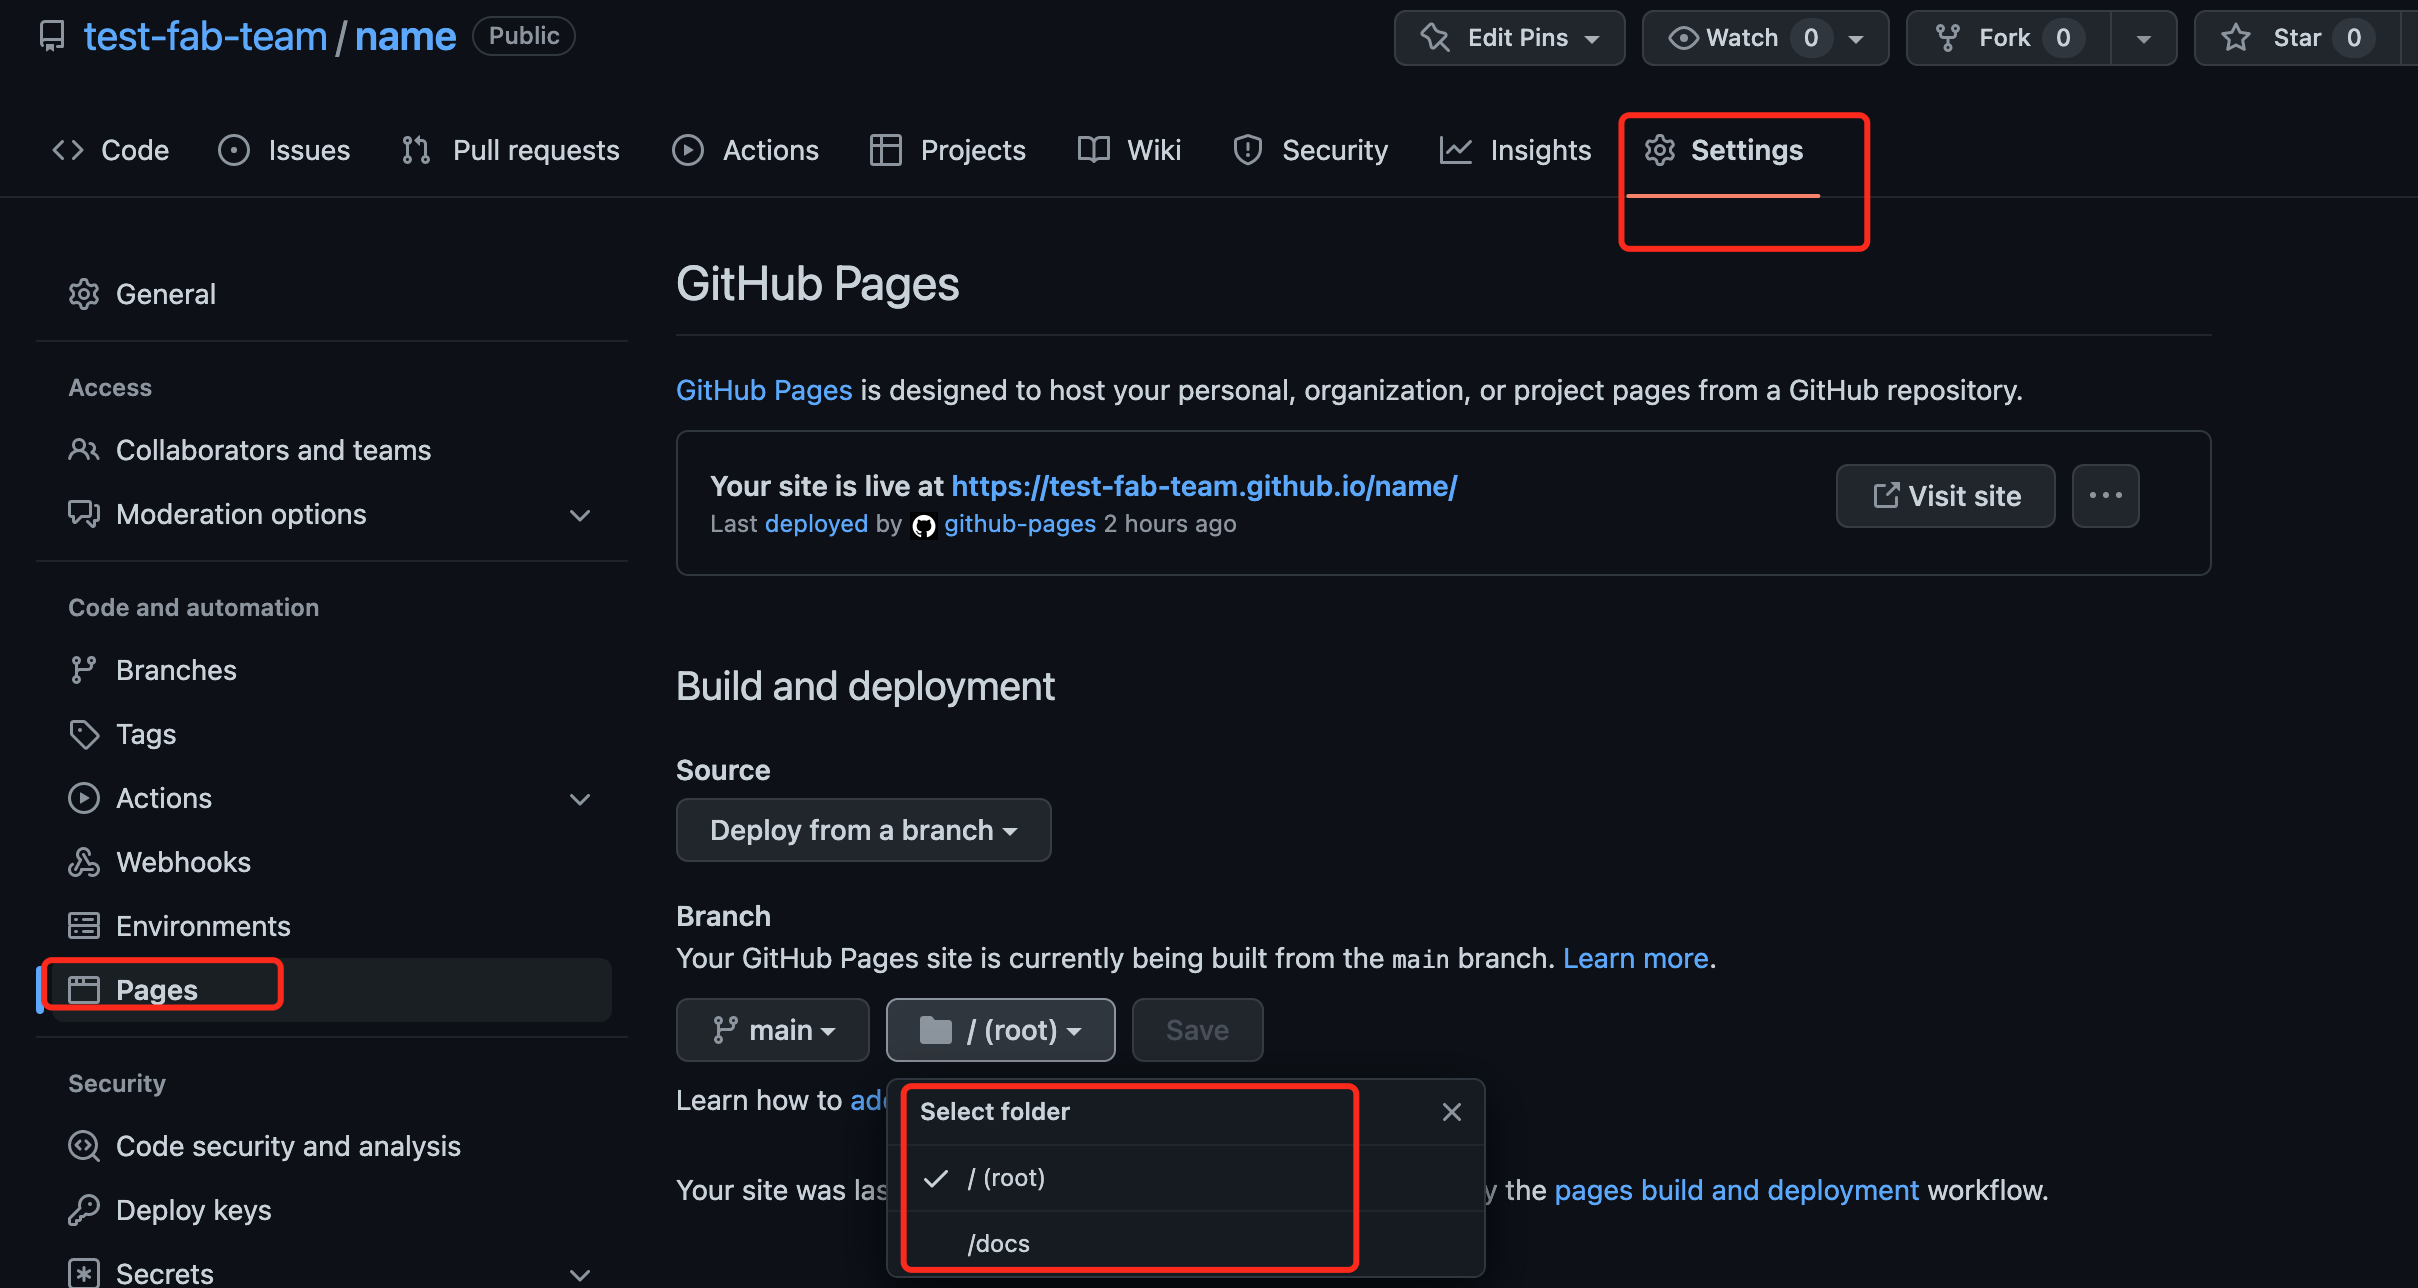 test-fab-team / name Public
Edit Pins Watch 0 Fork 0 Star 0
Code Issues Pull requests Actions Projects Wiki Security Insights Settings
General
Access
Collaborators and teams
Moderation options
Code and automation
Branches
Tags
Actions
Webhooks
Environments
Pages
Security
Code security and analysis
Deploy keys
Secrets
GitHub Pages
GitHub Pages is designed to host your personal, organization, or project pages from a GitHub repository.
Your site is live at https://test-fab-team.github.io/name/
Last deployed by github-pages 2 hours ago
Visit site
Build and deployment
Source
Deploy from a branch
Branch
Your GitHub Pages site is currently being built from the main branch. Learn more.
main / (root) Save
Learn how to
Select folder
/ (root)
/docs
Your site was the pages build and deployment workflow.